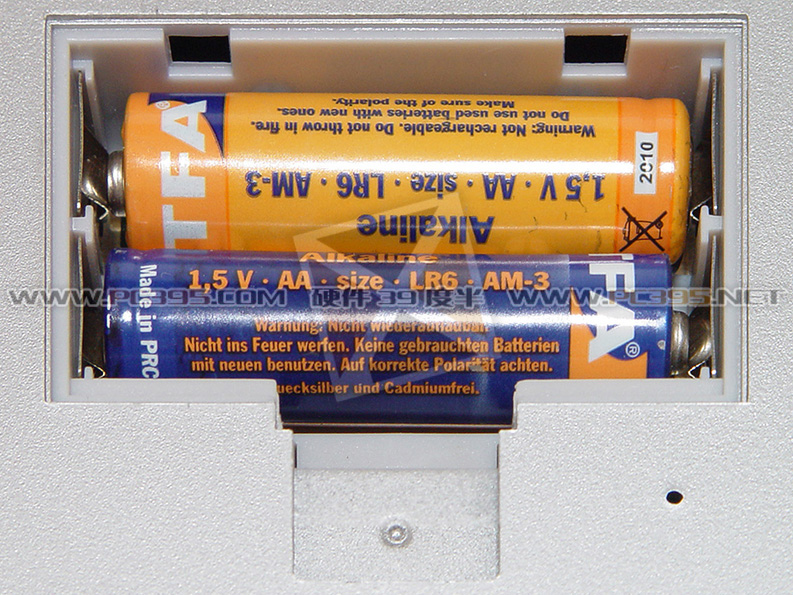 TFA®
Make sure of the polarity.
Do not use used batteries with new ones.
Warning: Not rechargeable. Do not throw in fire.
1,5 V · AA · size · LR6 · AM-3
Alkaline
2010
Alkaline
1,5 V · AA · size · LR6 · AM-3
WWW.PC395.COM 硬件39度半 WWW.PC395.NET
Warnung: Nicht wiederaufladbar.
Nicht ins Feuer werfen. Keine gebrauchten Batterien
mit neuen benutzen. Auf korrekte Polarität achten.
uecksilber und Cadmiumfrei.
Made in PRC
TFA®